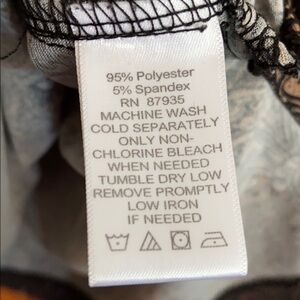 95% Polyester
5% Spandex
RN 87935
MACHINE WASH
COLD SEPARATELY
ONLY NON-
CHLORINE BLEACH
WHEN NEEDED
TUMBLE DRY LOW
REMOVE PROMPTLY
LOW IRON
IF NEEDED